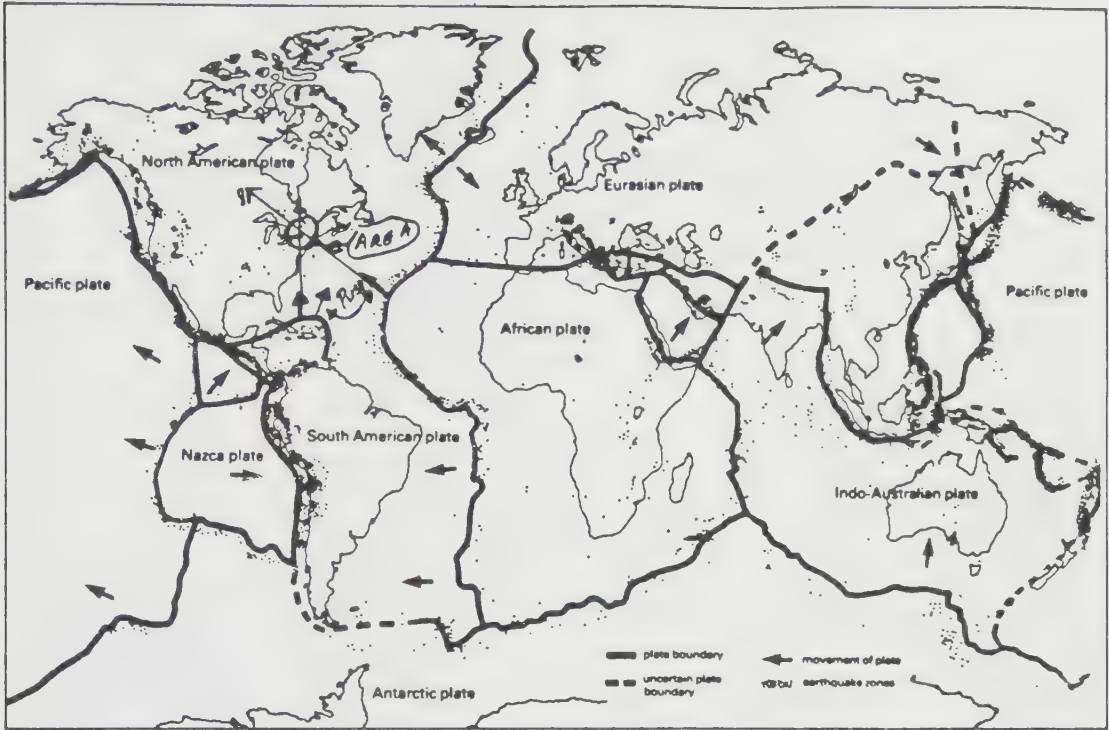 North American plate
Eurasian plate
AREA A
Pacific plate
PUSH
African plate
Pacific plate
South American plate
Nazca plate
Indo-Australian plate
plate boundary
movement of plate
uncertain plate
boundary
earthquake zones
Antarctic plate